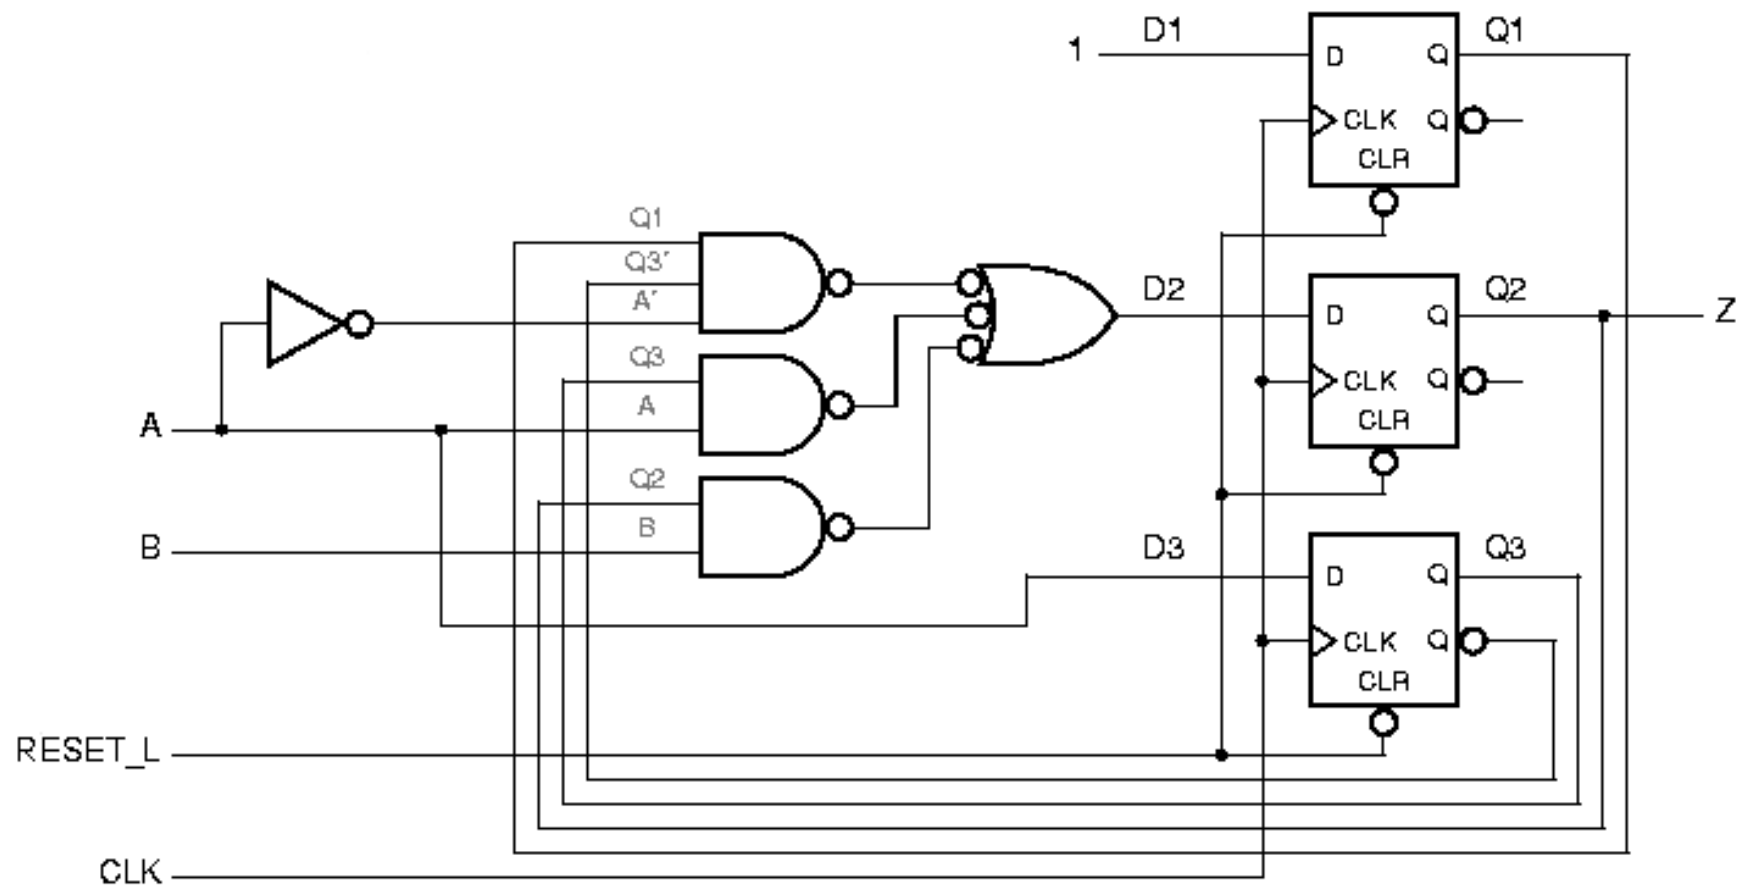 D1
Q1
1
D
Q
CLK
Q
CLR
Q1
Q3'
A'
D2
Q2
Z
D
Q
CLK
Q
CLR
Q3
A
A
Q2
B
B
D3
Q3
D
Q
CLK
Q
CLR
RESET_L
CLK